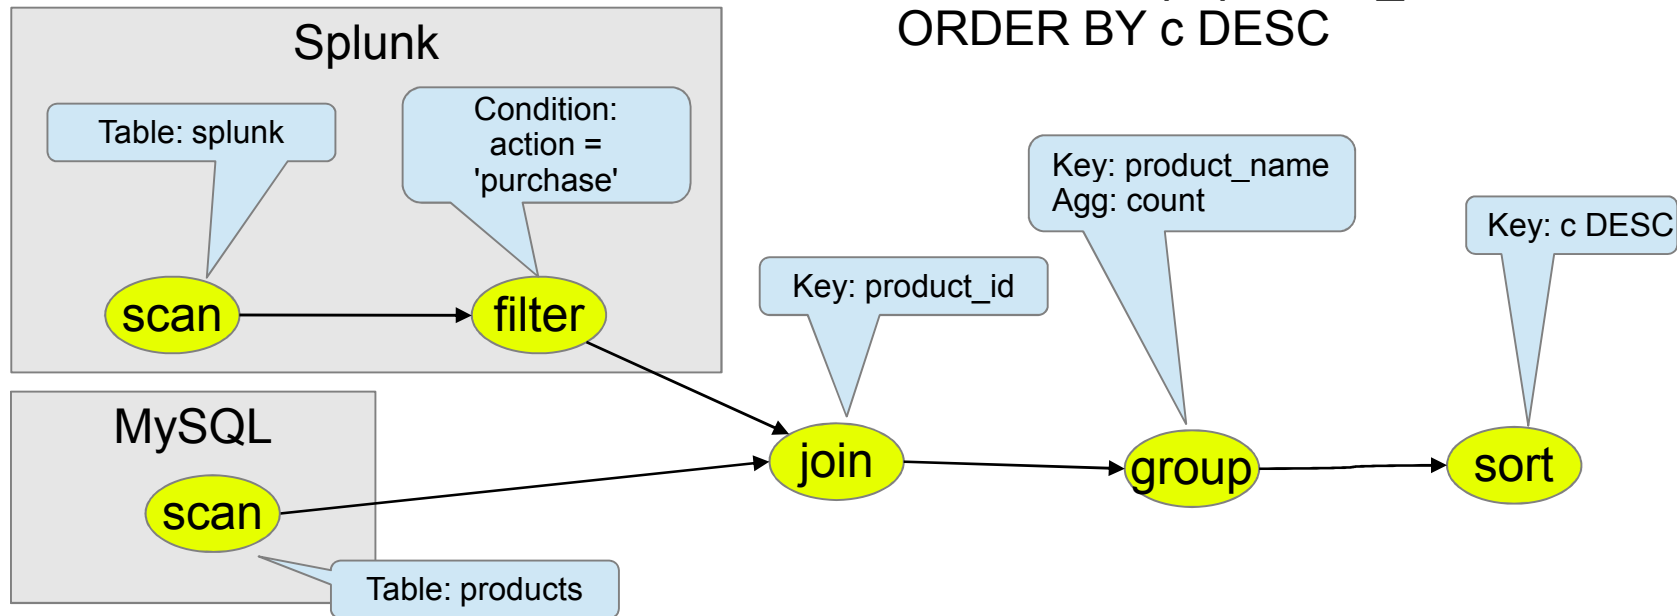 ORDER BY c DESC
Splunk
Table: splunk
Condition:
action =
'purchase'
Key: product_name
Agg: count
Key: c DESC
Key: product_id
scan
filter
MySQL
join
group
sort
scan
Table: products